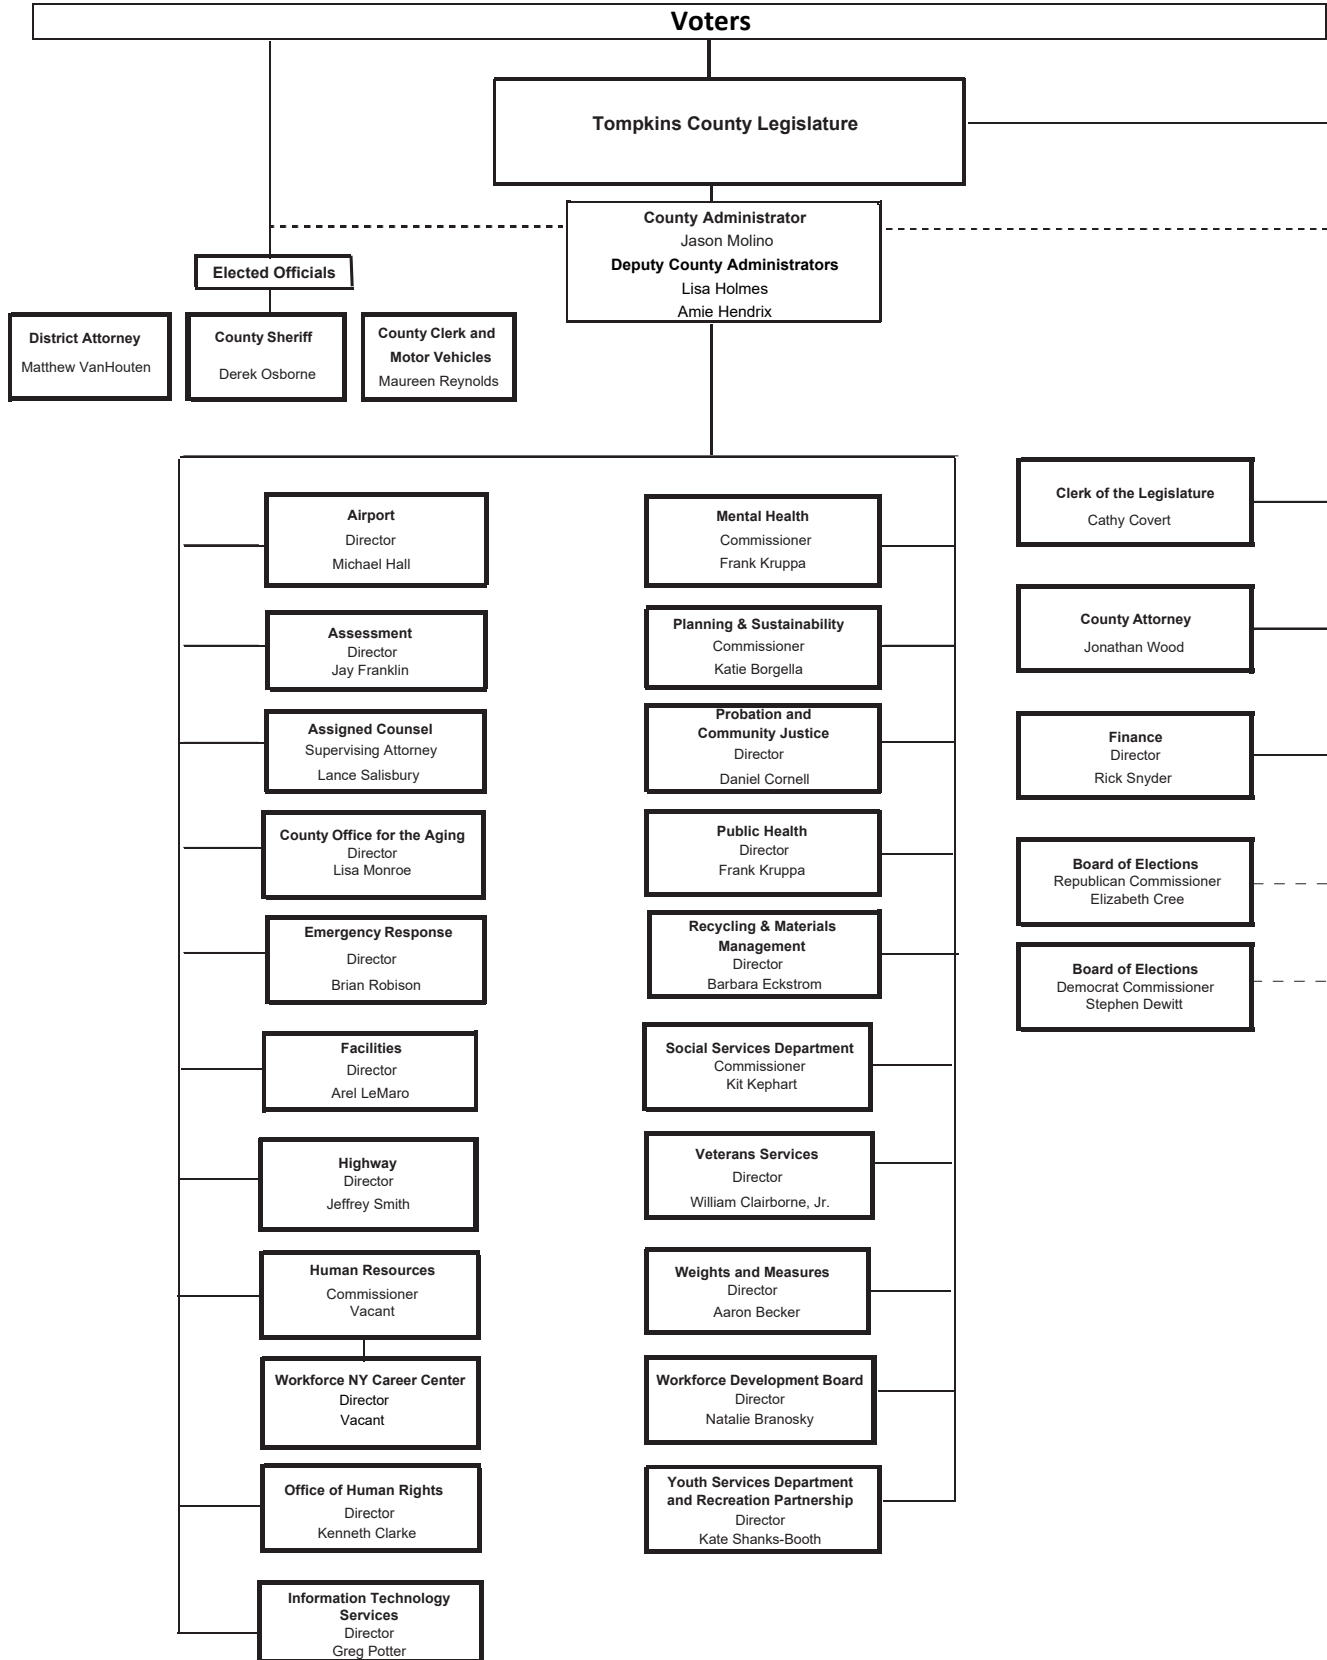 Voters
Tompkins County Legislature
County Administrator
Jason Molino
Deputy County Administrators
Lisa Holmes
Amie Hendrix
Elected Officials
District Attorney
Matthew VanHouten
County Sheriff
Derek Osborne
County Clerk and
Motor Vehicles
Maureen Reynolds
Airport
Director
Michael Hall
Assessment
Director
Jay Franklin
Assigned Counsel
Supervising Attorney
Lance Salisbury
County Office for the Aging
Director
Lisa Monroe
Emergency Response
Director
Brian Robison
Facilities
Director
Arel LeMaro
Highway
Director
Jeffrey Smith
Human Resources
Commissioner
Vacant
Workforce NY Career Center
Director
Vacant
Office of Human Rights
Director
Kenneth Clarke
Information Technology
Services
Director
Greg Potter
Mental Health
Commissioner
Frank Kruppa
Planning & Sustainability
Commissioner
Katie Borgella
Probation and
Community Justice
Director
Daniel Cornell
Public Health
Director
Frank Kruppa
Recycling & Materials
Management
Director
Barbara Eckstrom
Social Services Department
Commissioner
Kit Kephart
Veterans Services
Director
William Clairborne, Jr.
Weights and Measures
Director
Aaron Becker
Workforce Development Board
Director
Natalie Branosky
Youth Services Department
and Recreation Partnership
Director
Kate Shanks-Booth
Clerk of the Legislature
Cathy Covert
County Attorney
Jonathan Wood
Finance
Director
Rick Snyder
Board of Elections
Republican Commissioner
Elizabeth Cree
Board of Elections
Democrat Commissioner
Stephen Dewitt